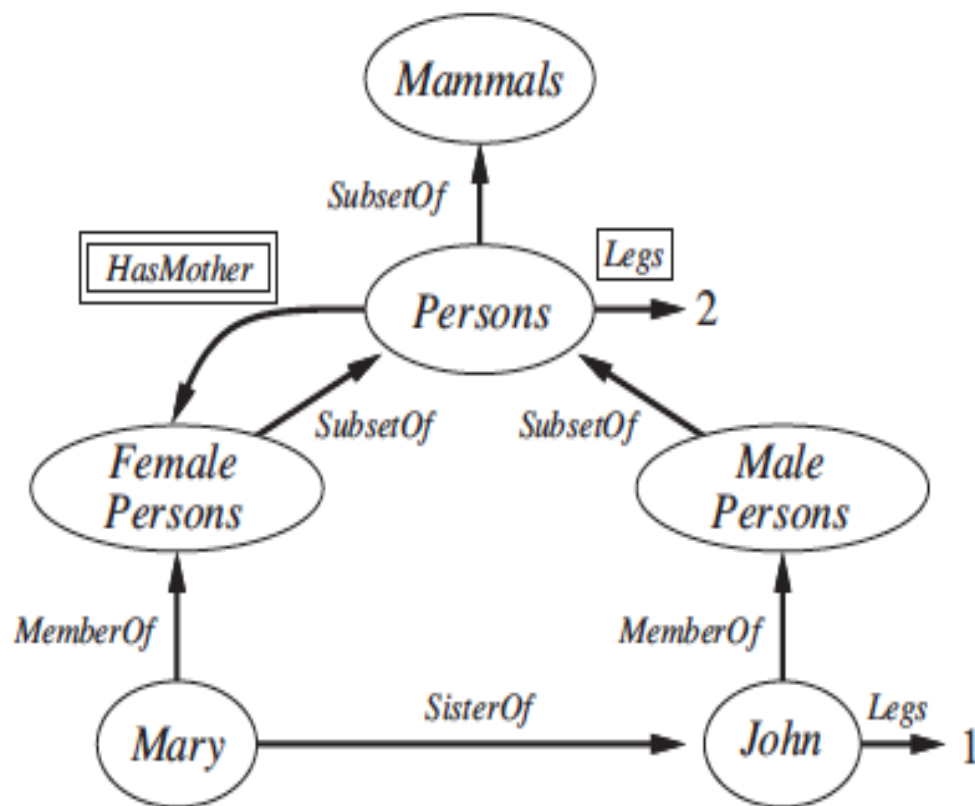 Mammals
SubsetOf
HasMother
Legs
Persons
2
SubsetOf
SubsetOf
Female
Persons
Male
Persons
MemberOf
MemberOf
SisterOf
Legs
Mary
John
1